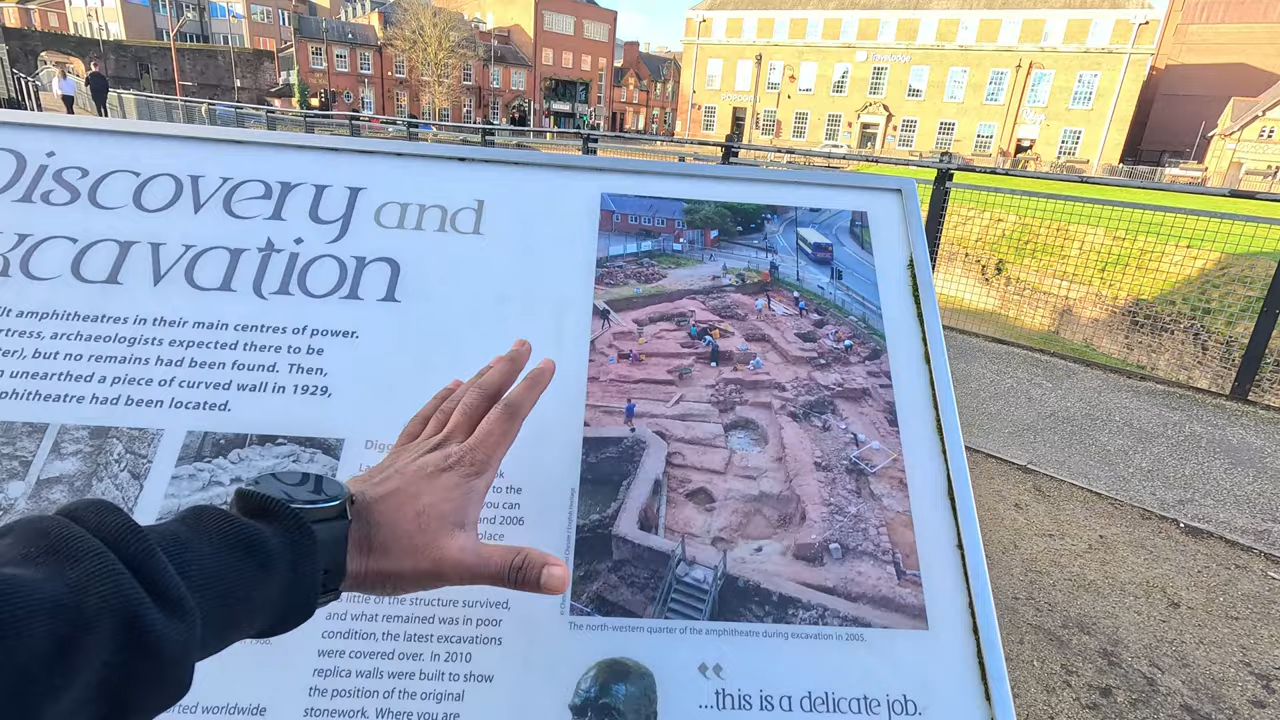 Travelodge
Discovery and
xcavation
lt amphitheatres in their main centres of power.
rtress, archaeologists expected there to be
ter), but no remains had been found. Then,
n unearthed a piece of curved wall in 1929,
phitheatre had been located.
Digg
La
ok
to the
you can
and 2006
place
s little of the structure survived,
and what remained was in poor
condition, the latest excavations
were covered over. In 2010
replica walls were built to show
the position of the original
stonework. Where you are
rted worldwide
The north-western quarter of the amphitheatre during excavation in 2005.
“
...this is a delicate job.